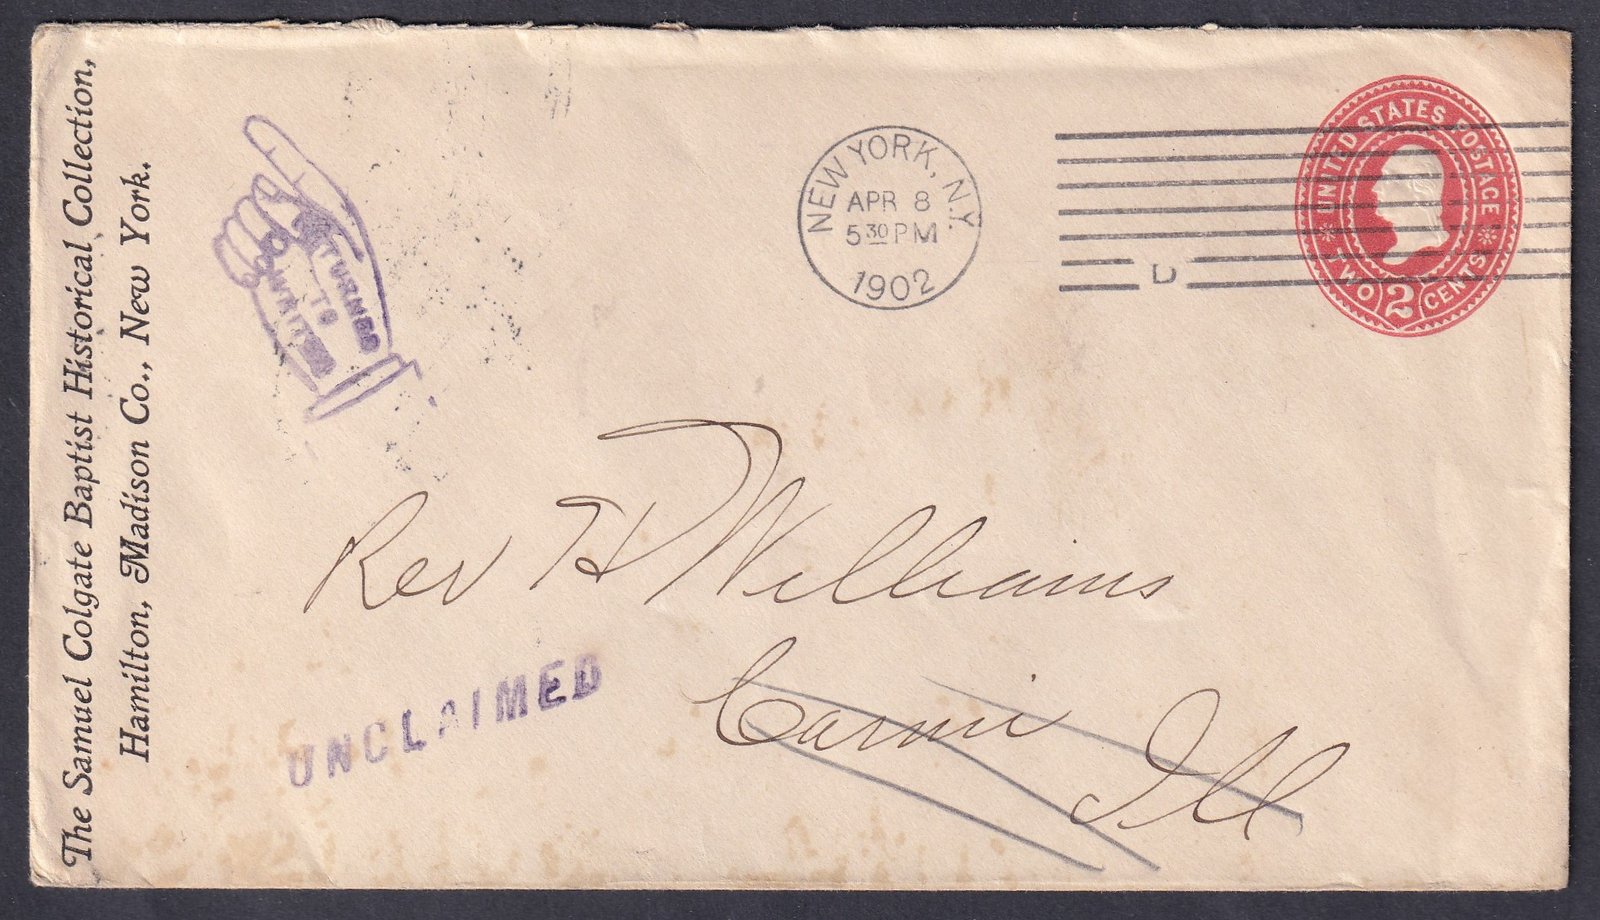 The Samuel Colgate Baptist Historical Collection,
Hamilton, Madison Co., New York.
RETURNED
TO
WRITER
NEW YORK, N.Y.
APR 8
5 30 PM
1902
D
UNITED STATES POSTAGE
TWO 2 CENTS
Rev H Williams
Carmi Ill
UNCLAIMED